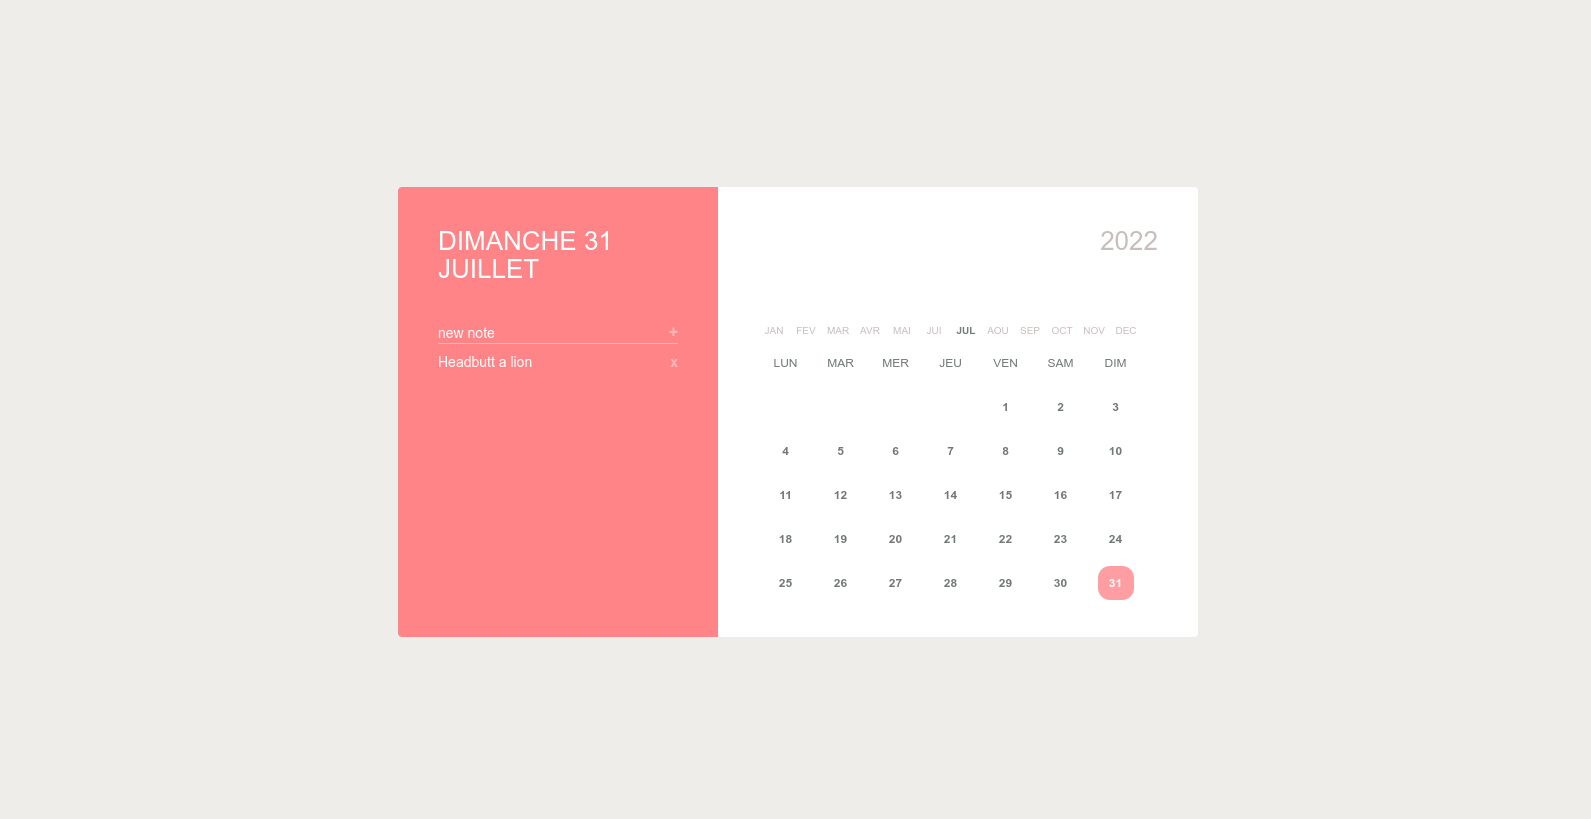 DIMANCHE 31
JUILLET
new note +
Headbutt a lion x
2022
JAN FEV MAR AVR MAI JUI JUL AOU SEP OCT NOV DEC
LUN MAR MER JEU VEN SAM DIM
1 2 3
4 5 6 7 8 9 10
11 12 13 14 15 16 17
18 19 20 21 22 23 24
25 26 27 28 29 30 31